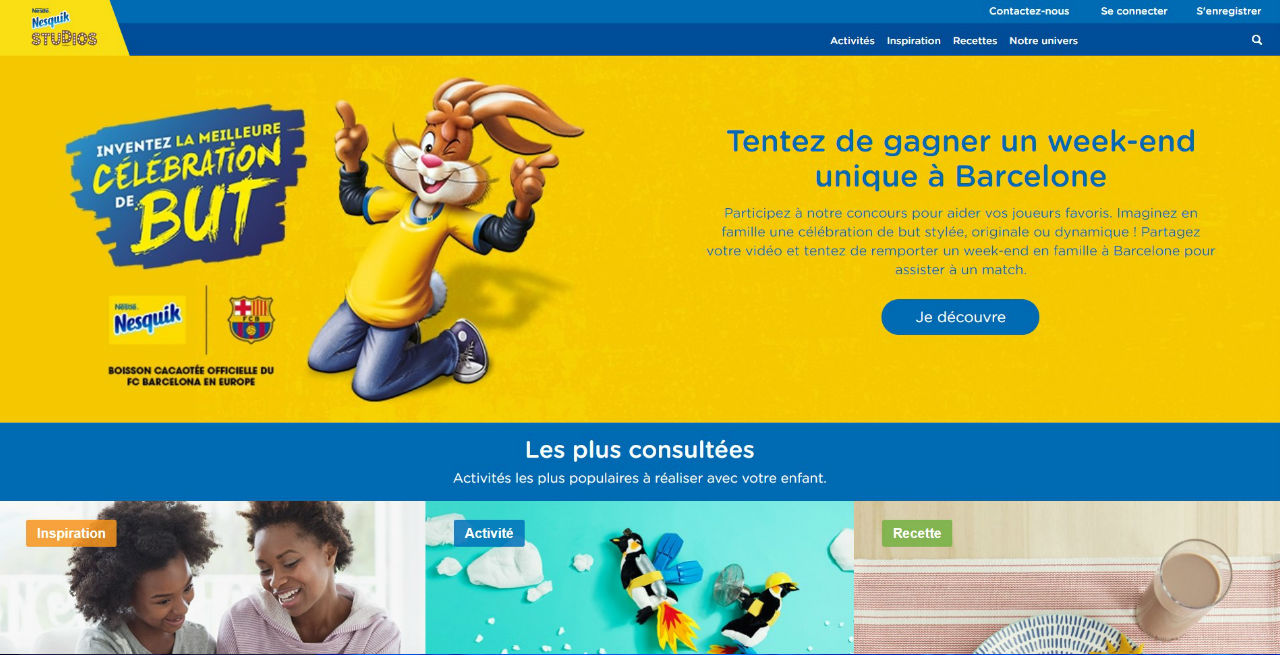 Nestlé
Nesquik
STUDIOS
Contactez-nous
Se connecter
S'enregistrer
Activités
Inspiration
Recettes
Notre univers
INVENTEZ LA MEILLEURE
CÉLÉBRATION
DE BUT
Nestlé
Nesquik
FCB
BOISSON CACAOTÉE OFFICIELLE DU
FC BARCELONA EN EUROPE
Tentez de gagner un week-end
unique à Barcelone
Participez à notre concours pour aider vos joueurs favoris. Imaginez en
famille une célébration de but stylée, originale ou dynamique ! Partagez
votre vidéo et tentez de remporter un week-end en famille à Barcelone pour
assister à un match.
Je découvre
Les plus consultées
Activités les plus populaires à réaliser avec votre enfant.
Inspiration
Activité
Recette